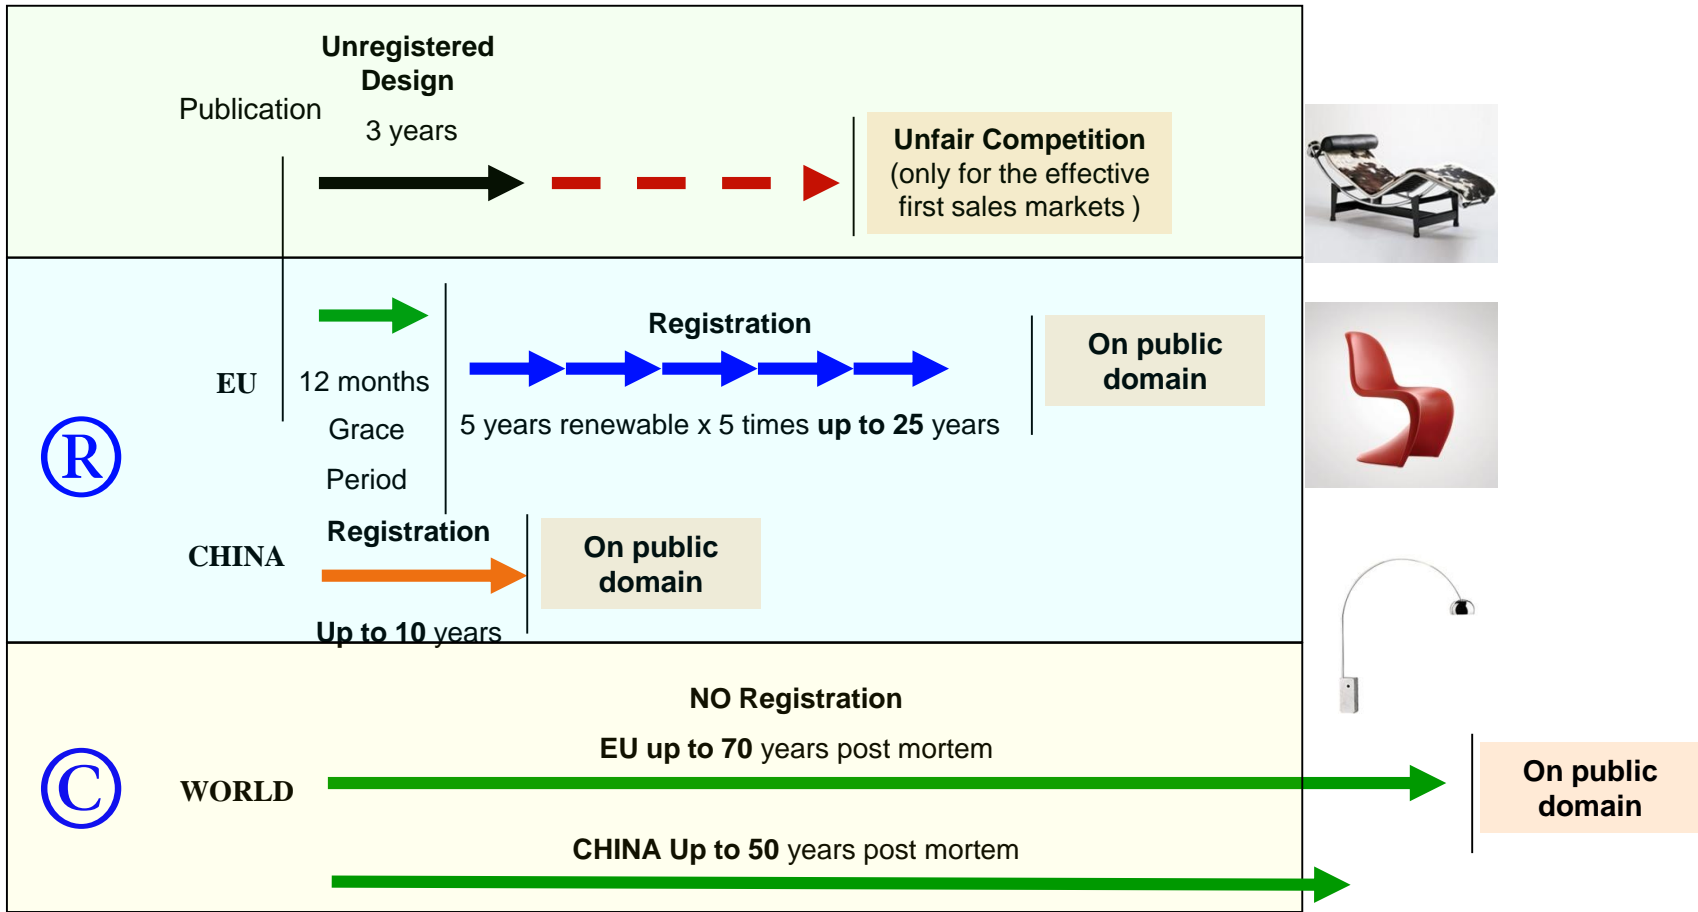 Unregistered
Design
Publication
3 years
Unfair Competition
(only for the effective
first sales markets )
Registration
On public
domain
EU
12 months
Grace
Period
5 years renewable x 5 times up to 25 years
®
Registration
CHINA
On public
domain
Up to 10 years
NO Registration
EU up to 70 years post mortem
©
WORLD
On public
domain
CHINA Up to 50 years post mortem